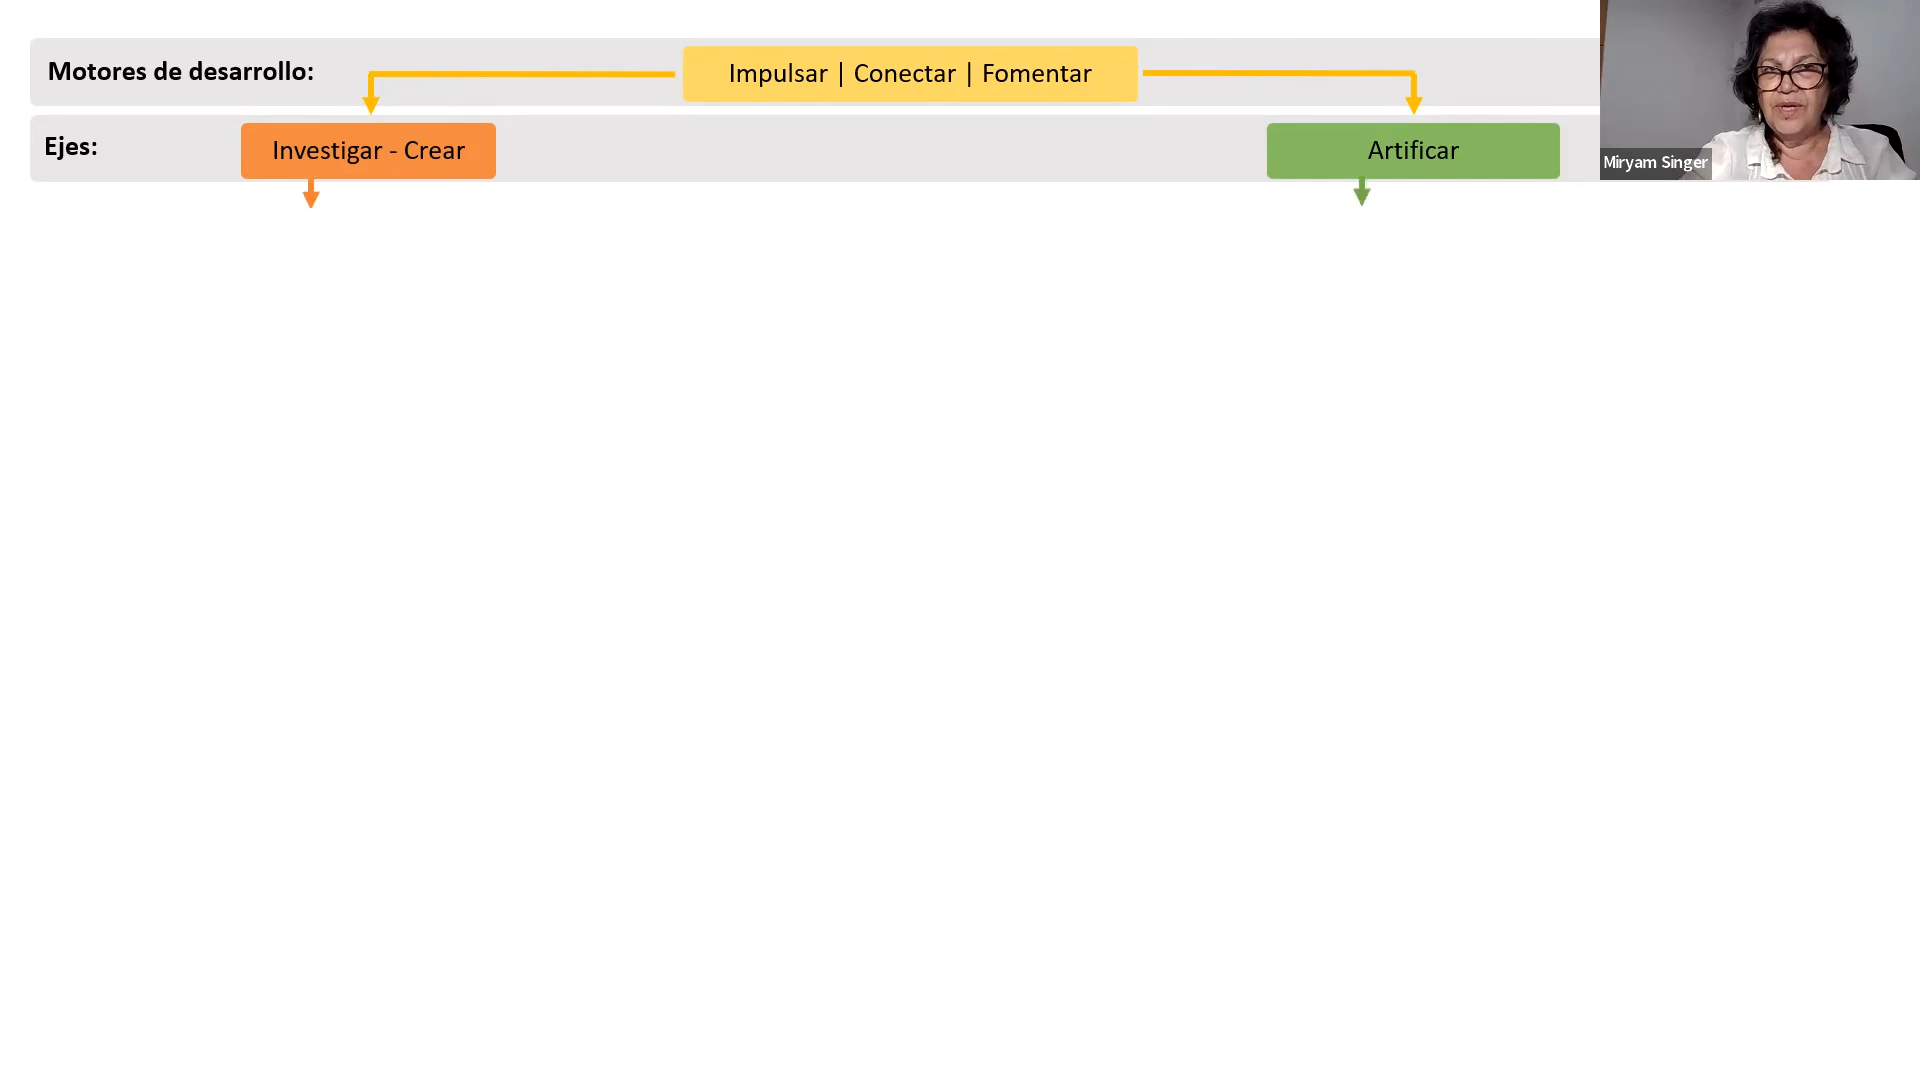 Motores de desarrollo:
Impulsar | Conectar | Fomentar
Ejes:
Investigar - Crear
Artificar
Miryam Singer